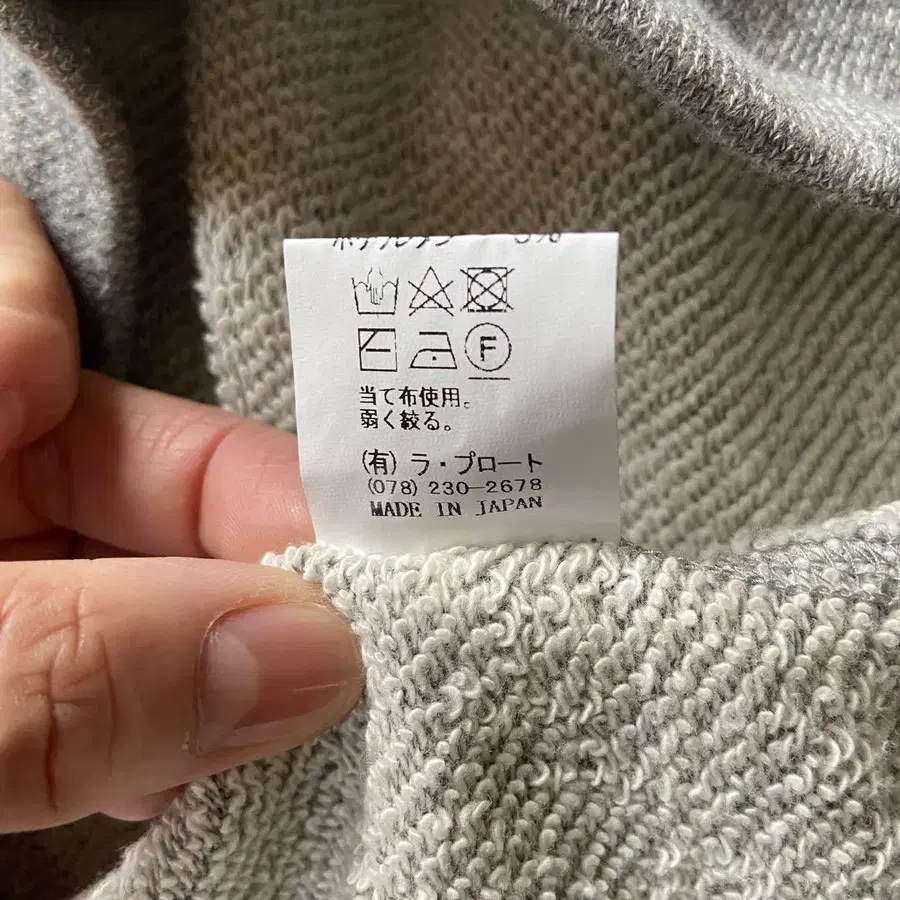 F
当て布使用。
弱く絞る。
(有) ラ・プロート
(078) 230-2678
MADE IN JAPAN